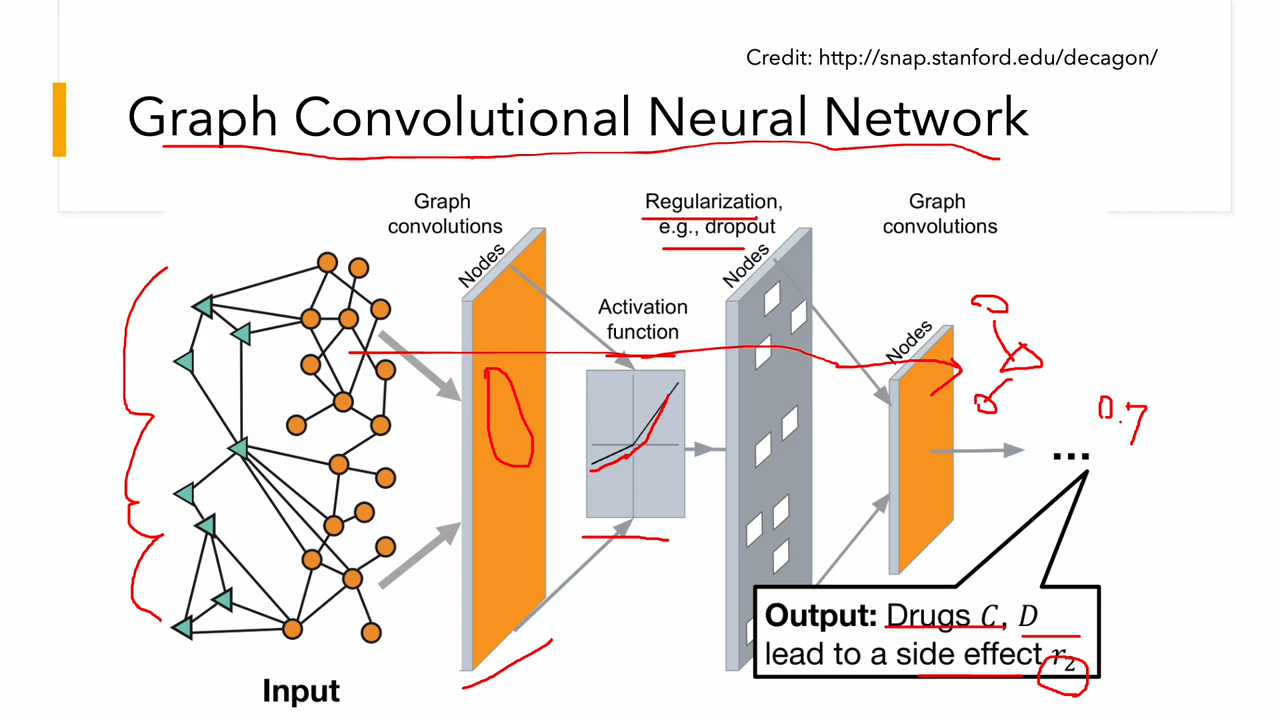 Credit: http://snap.stanford.edu/decagon/
Graph Convolutional Neural Network
Graph
convolutions
Regularization,
e.g., dropout
Graph
convolutions
Nodes
Nodes
Activation
function
Nodes
0.7
...
Output: Drugs C, D
lead to a side effect r₂
Input